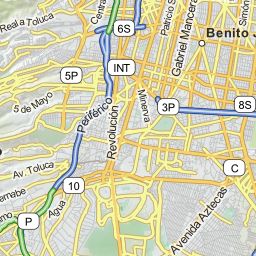 Real a Toluca
Central
6S
Patricio S
Simón
Benito J
Gabriel Mancera
INT
5P
5 de Mayo
Periférico
Minerva
3P
8S
Revolución
Av. Toluca
C
10
Agua
P
Avenida Aztecas